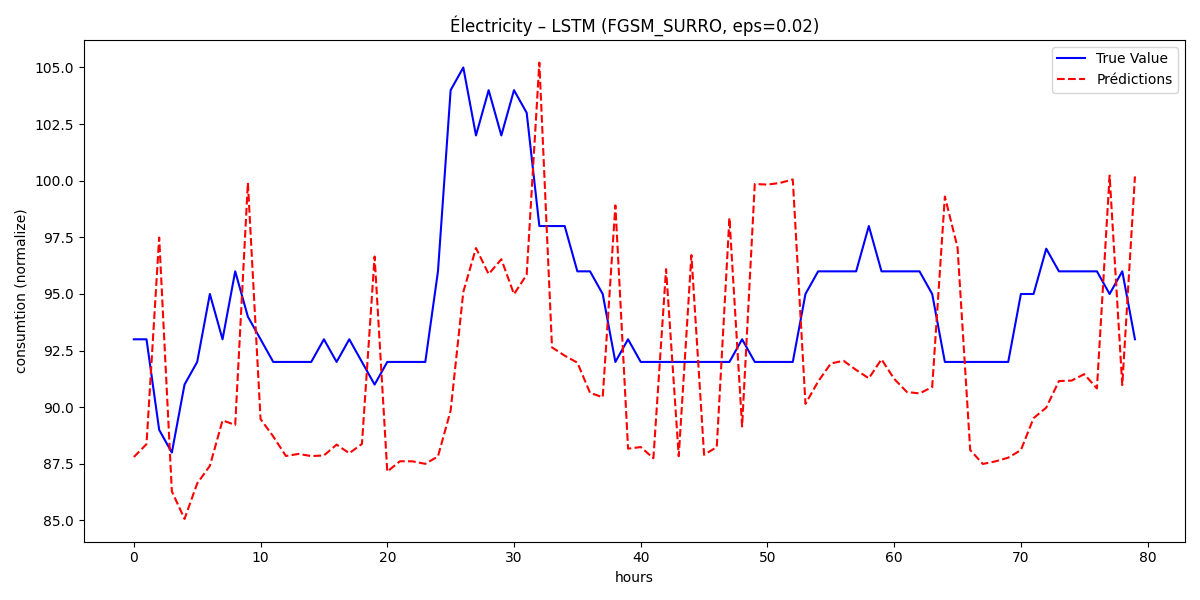 Électricity – LSTM (FGSM_SURRO, eps=0.02)
True Value
Prédictions
consumtion (normalize)
105.0
102.5
100.0
97.5
95.0
92.5
90.0
87.5
85.0
0 10 20 30 40 50 60 70 80
hours